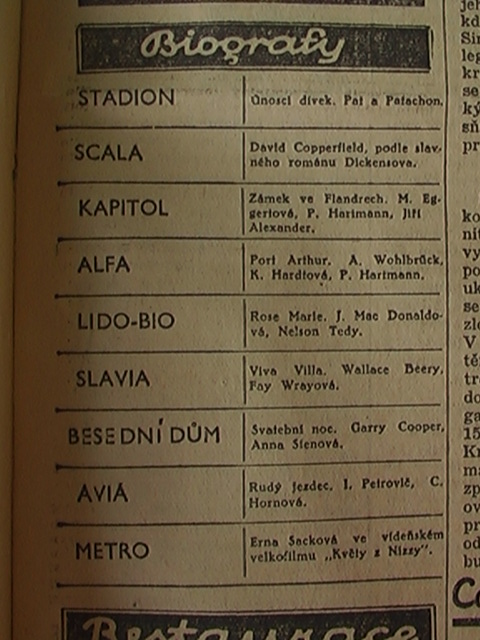 Biografy
STADION
Únosci dívek. Pat a Patachon.
SCALA
David Copperfield, podle slav-
ného románu Dickensova.
KAPITOL
Zámek ve Flandrech. M. Eg-
gertová, P. Hartmann, Jiří
Alexander.
ALFA
Port Arthur. A. Wohlbrück,
K. Hardtová, P. Hartmann.
LIDO-BIO
Rose Marie. J. Mac Donaldo-
vá, Nelson Tedy.
SLAVIA
Viva Villa. Wallace Beery,
Fay Wrayová.
BESEDNÍ DŮM
Svatební noc. Garry Cooper,
Anna Stenová.
AVIA
Rudý jezdec. I. Petrovič, C.
Hornová.
METRO
Erna Sacková ve vídeňském
velkofilmu „Květy z Nizzy".
Restaurace